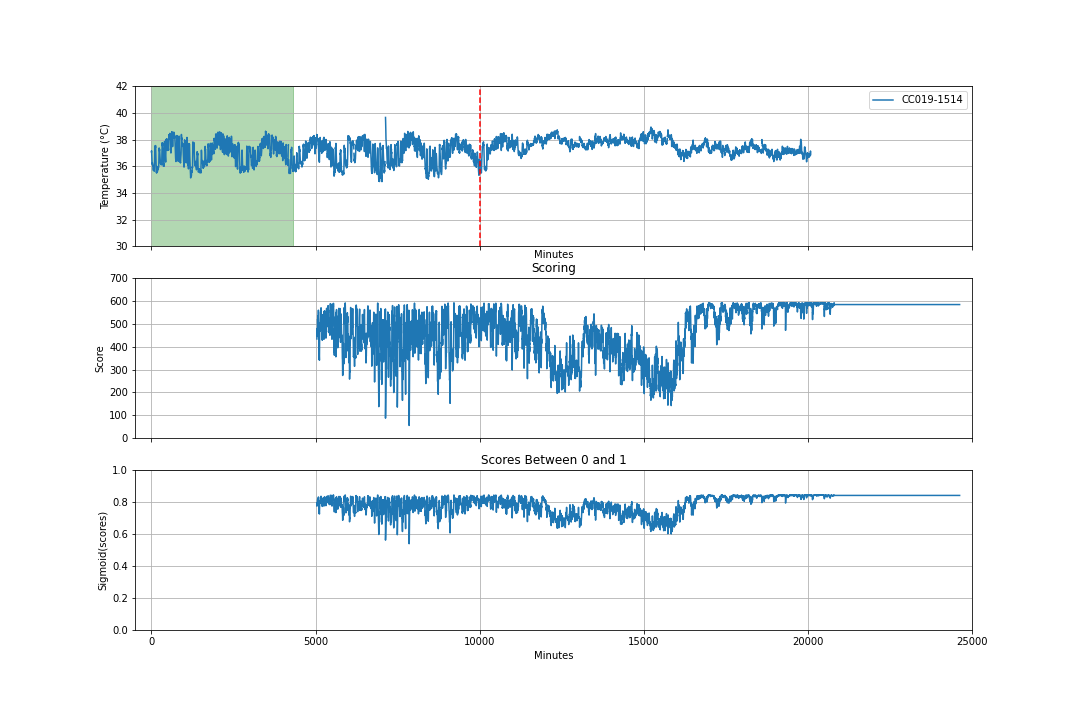 42
40
38
36
34
32
30
Temperature (°C)
CC019-1514
Minutes
Scoring
700
600
500
400
300
200
100
0
Score
Scores Between 0 and 1
1.0
0.8
0.6
0.4
0.2
0.0
Sigmoid(scores)
0 5000 10000 15000 20000 25000
Minutes